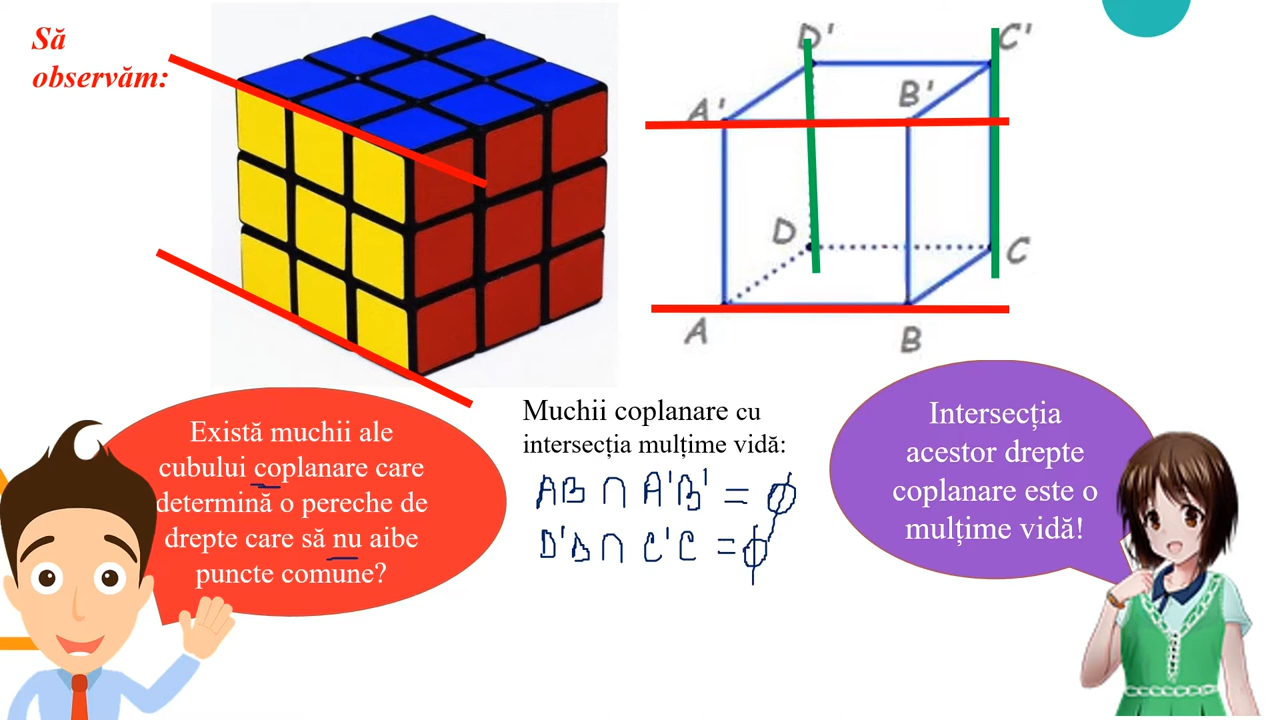 Să
observăm:
D'
C'
A'
B'
D
C
A
B
Există muchii ale
cubului coplanare care
determină o pereche de
drepte care să nu aibe
puncte comune?
Muchii coplanare cu
intersecția mulțime vidă:
AB ∩ A'B' = ∅
D'D ∩ C'C = ∅
Intersecția
acestor drepte
coplanare este o
mulțime vidă!